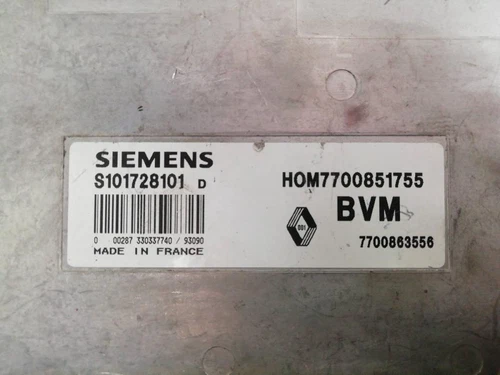 SIEMENS
S101728101 D
0 00287 330337740 / 93090
MADE IN FRANCE
HOM7700851755
BVM
7700863556